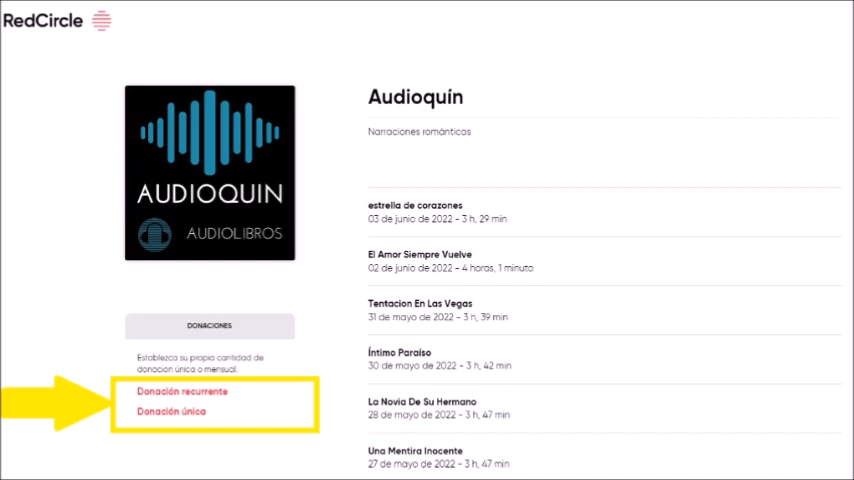 RedCircle
AUDIOQUIN
AUDIOLIBROS
DONACIONES
Establezca su propia cantidad de
donacion única o mensual.
Donación recurrente
Donación única
Audioquín
Narraciones románticas
estrella de corazones
03 de junio de 2022 - 3 h, 29 min
El Amor Siempre Vuelve
02 de junio de 2022 - 4 horas, 1 minuto
Tentacion En Las Vegas
31 de mayo de 2022 - 3 h, 39 min
Íntimo Paraíso
30 de mayo de 2022 - 3 h, 42 min
La Novia De Su Hermano
28 de mayo de 2022 - 3 h, 47 min
Una Mentira Inocente
27 de mayo de 2022 - 3 h, 47 min